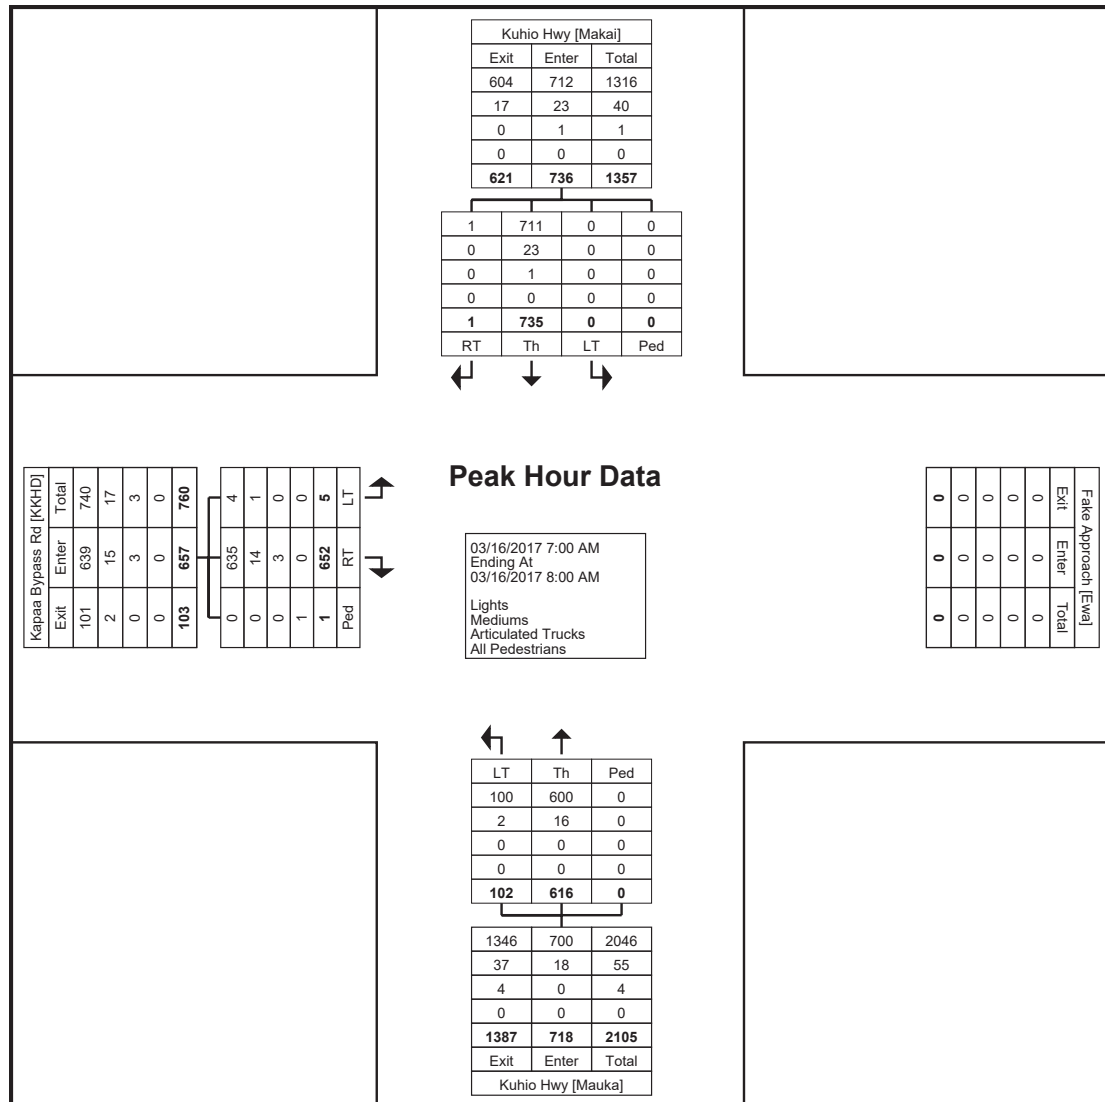 Kuhio Hwy [Makai]
Exit Enter Total
604 712 1316
17 23 40
0 1 1
0 0 0
621 736 1357
1 711 0 0
0 23 0 0
0 1 0 0
0 0 0 0
1 735 0 0
RT Th LT Ped
Kapaa Bypass Rd [KKHD]
Exit Enter Total
101 639 740
2 15 17
0 3 3
0 0 0
103 657 760
0 635 4
0 14 1
0 3 0
1 0 0
1 652 5
Ped RT LT
Peak Hour Data
03/16/2017 7:00 AM
Ending At
03/16/2017 8:00 AM
Lights
Mediums
Articulated Trucks
All Pedestrians
Fake Approach [Ewa]
Exit Enter Total
0 0 0
0 0 0
0 0 0
0 0 0
0 0 0
LT Th Ped
100 600 0
2 16 0
0 0 0
0 0 0
102 616 0
1346 700 2046
37 18 55
4 0 4
0 0 0
1387 718 2105
Exit Enter Total
Kuhio Hwy [Mauka]